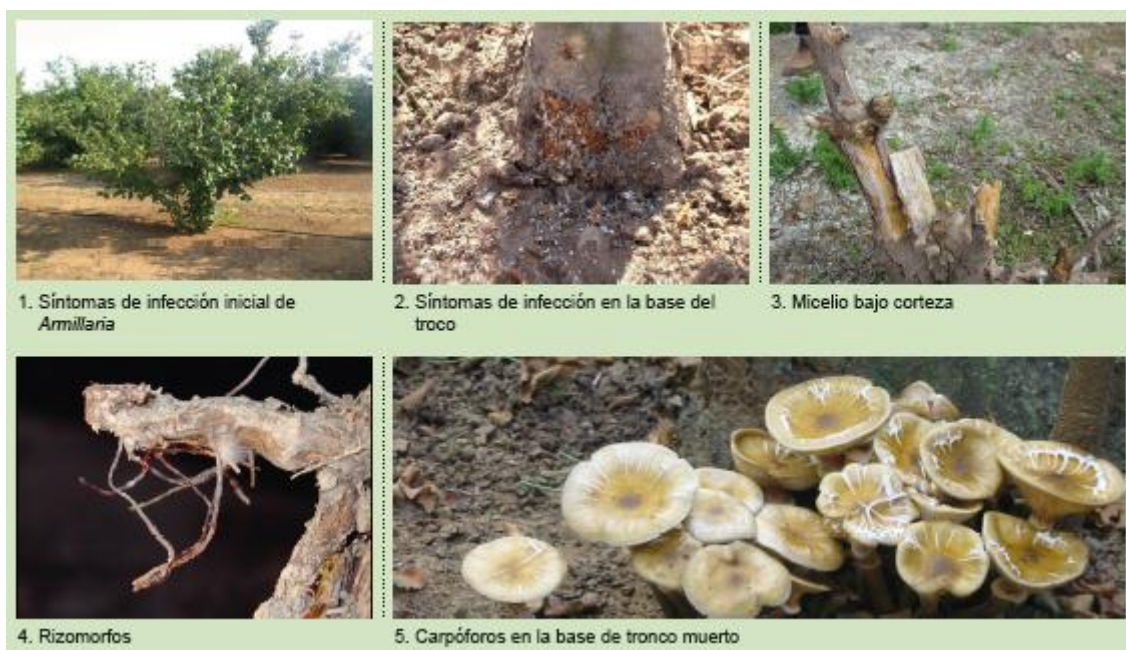 1. Síntomas de infección inicial de
Armillaria
2. Síntomas de infección en la base del
troco
3. Micelio bajo corteza
4. Rizomorfos
5. Carpóforos en la base de tronco muerto